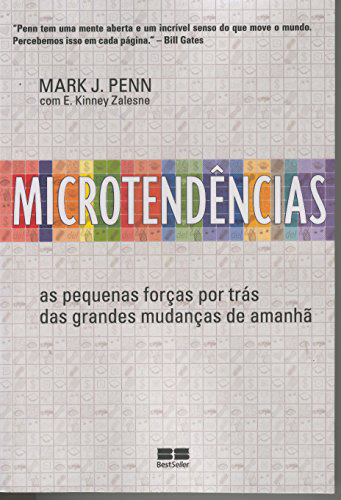 "Penn tem uma mente aberta e um incrível senso do que move o mundo.
Percebemos isso em cada página." – Bill Gates
MARK J. PENN
com E. Kinney Zalesne
MICROTENDÊNCIAS
as pequenas forças por trás
das grandes mudanças de amanhã
BS
BestSeller